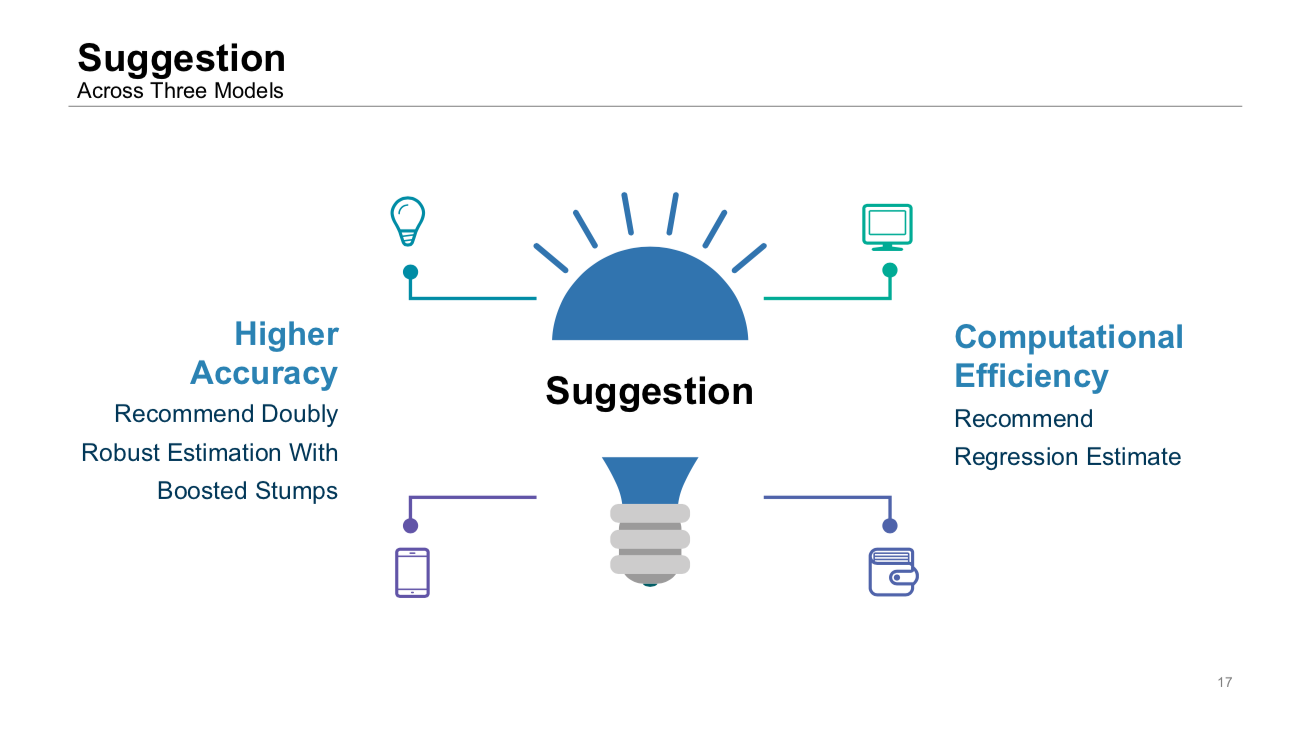 Suggestion
Across Three Models
Higher
Accuracy
Recommend Doubly
Robust Estimation With
Boosted Stumps
Suggestion
Computational
Efficiency
Recommend
Regression Estimate
17